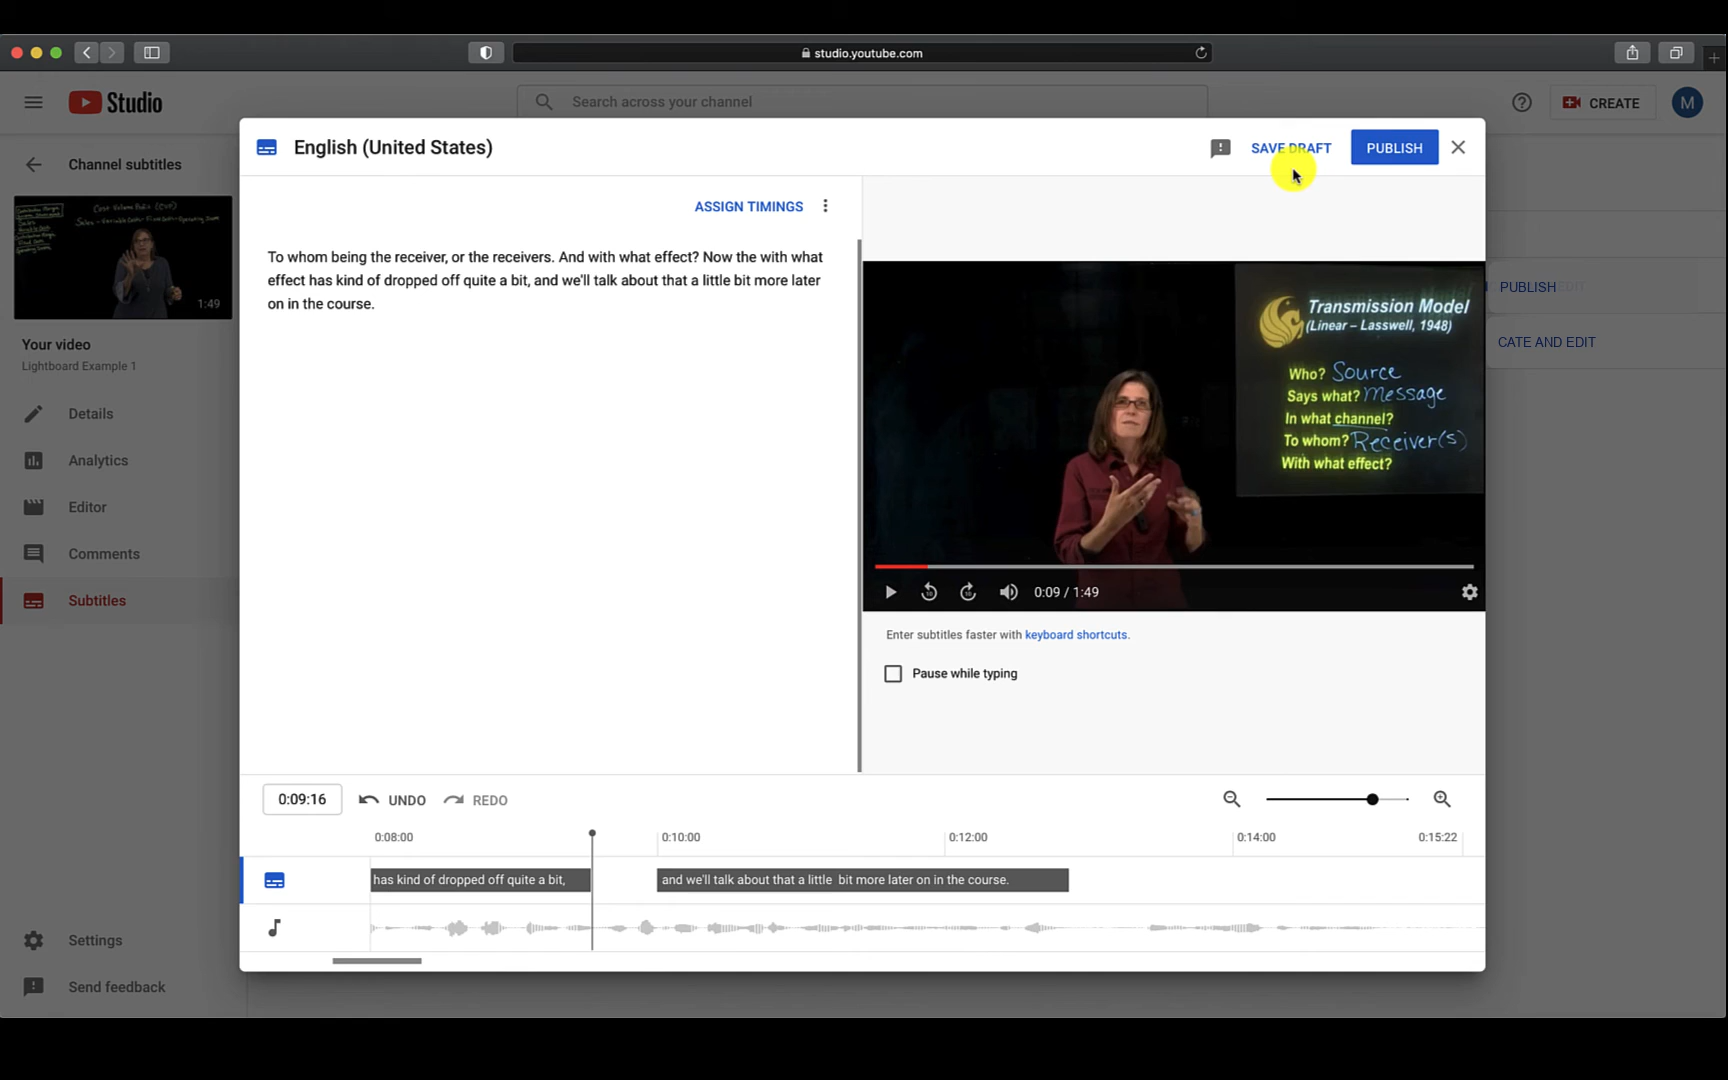 studio.youtube.com
Studio
Search across your channel
CREATE
M
Channel subtitles
Cost-Volume-Profit (CVP)
1:49
Your video
Lightboard Example 1
Details
Analytics
Editor
Comments
Subtitles
Settings
Send feedback
English (United States)
SAVE DRAFT
PUBLISH
ASSIGN TIMINGS
To whom being the receiver, or the receivers. And with what effect? Now the with what
effect has kind of dropped off quite a bit, and we'll talk about that a little bit more later
on in the course.
Transmission Model
(Linear – Lasswell, 1948)
Who? Source
Says what? Message
In what channel?
To whom? Receiver(s)
With what effect?
0:09 / 1:49
Enter subtitles faster with keyboard shortcuts.
Pause while typing
PUBLISH EDIT
CATE AND EDIT
0:09:16
UNDO
REDO
0:08:00
0:10:00
0:12:00
0:14:00
0:15:22
has kind of dropped off quite a bit,
and we'll talk about that a little bit more later on in the course.